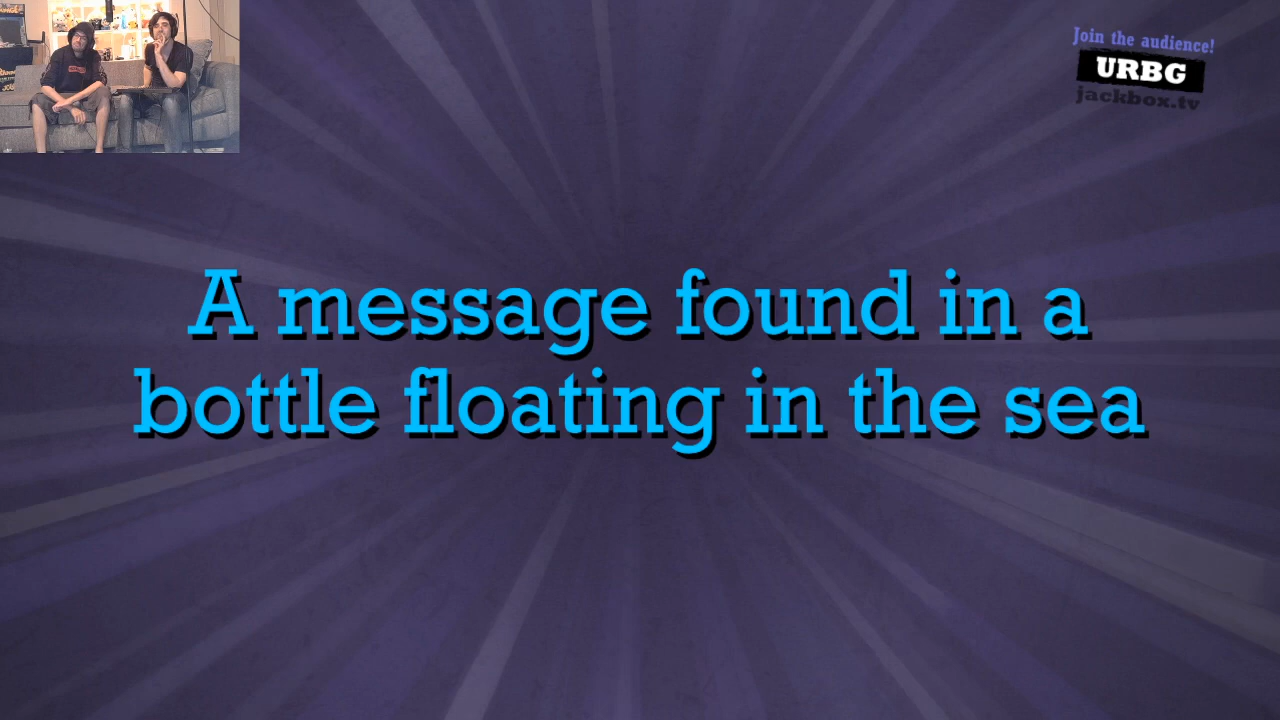 Join the audience!
URBG
jackbox.tv
A message found in a
bottle floating in the sea